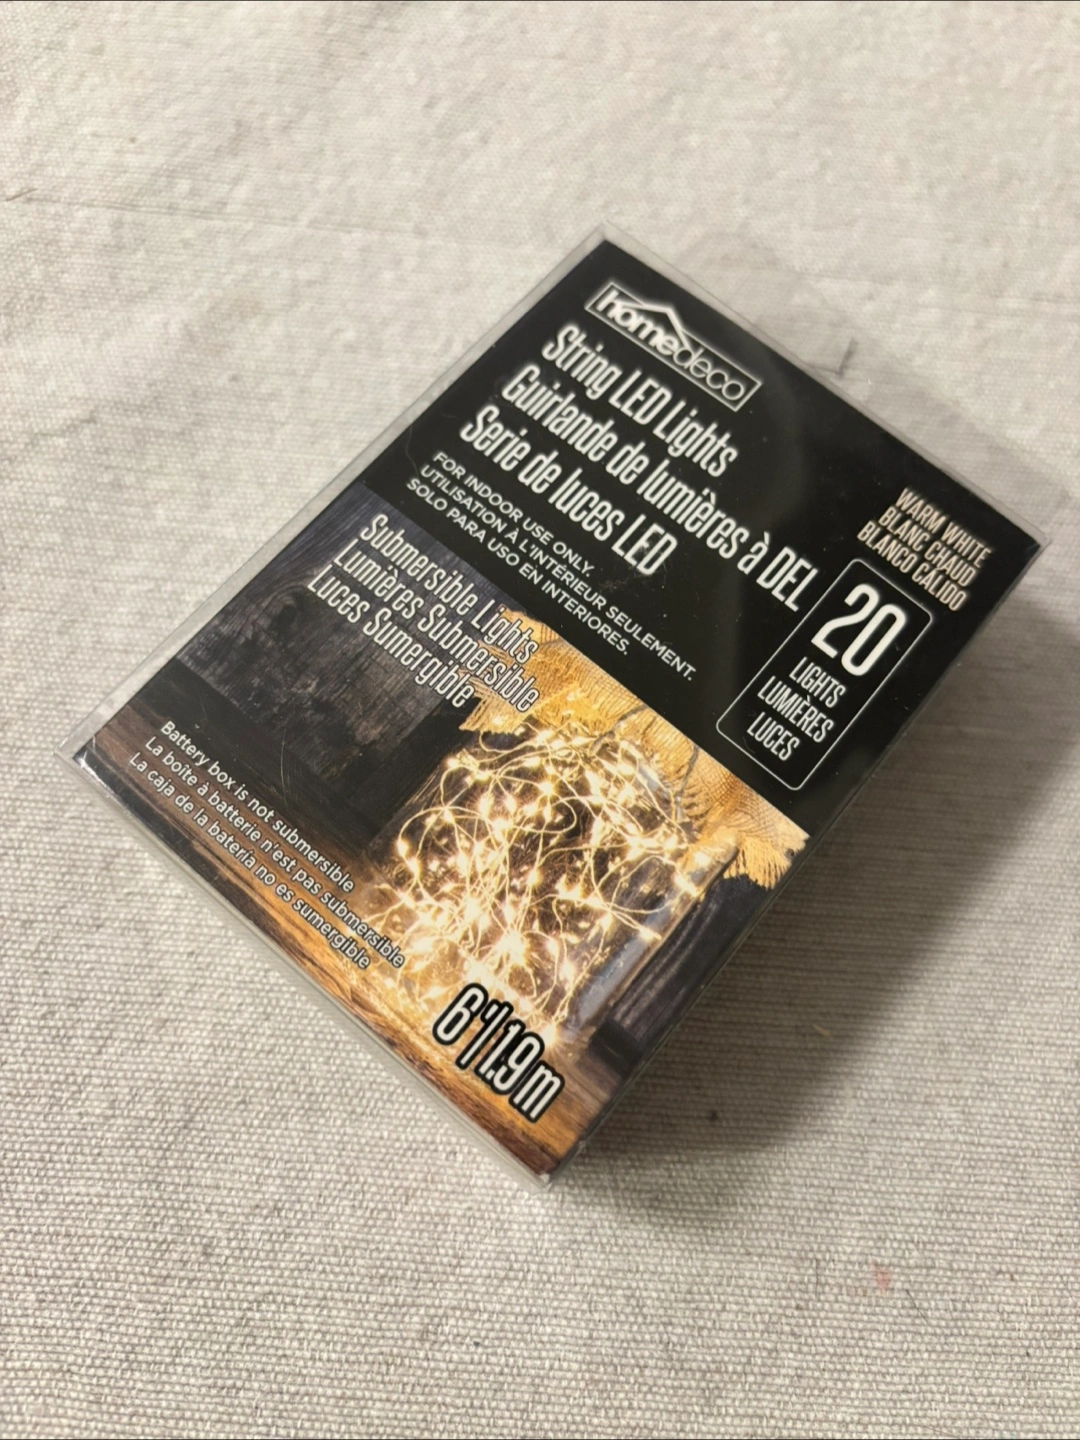 homedeco
String LED Lights
Guirlande de lumières à DEL
Serie de luces LED
FOR INDOOR USE ONLY.
UTILISATION À L'INTÉRIEUR SEULEMENT.
SOLO PARA USO EN INTERIORES.
WARM WHITE
BLANC CHAUD
BLANCO CÁLIDO
20
LIGHTS
LUMIÈRES
LUCES
Submersible Lights
Lumières Submersible
Luces Sumergible
Battery box is not submersible
La boîte à batterie n'est pas submersible
La caja de la batería no es sumergible
6'/1.9 m